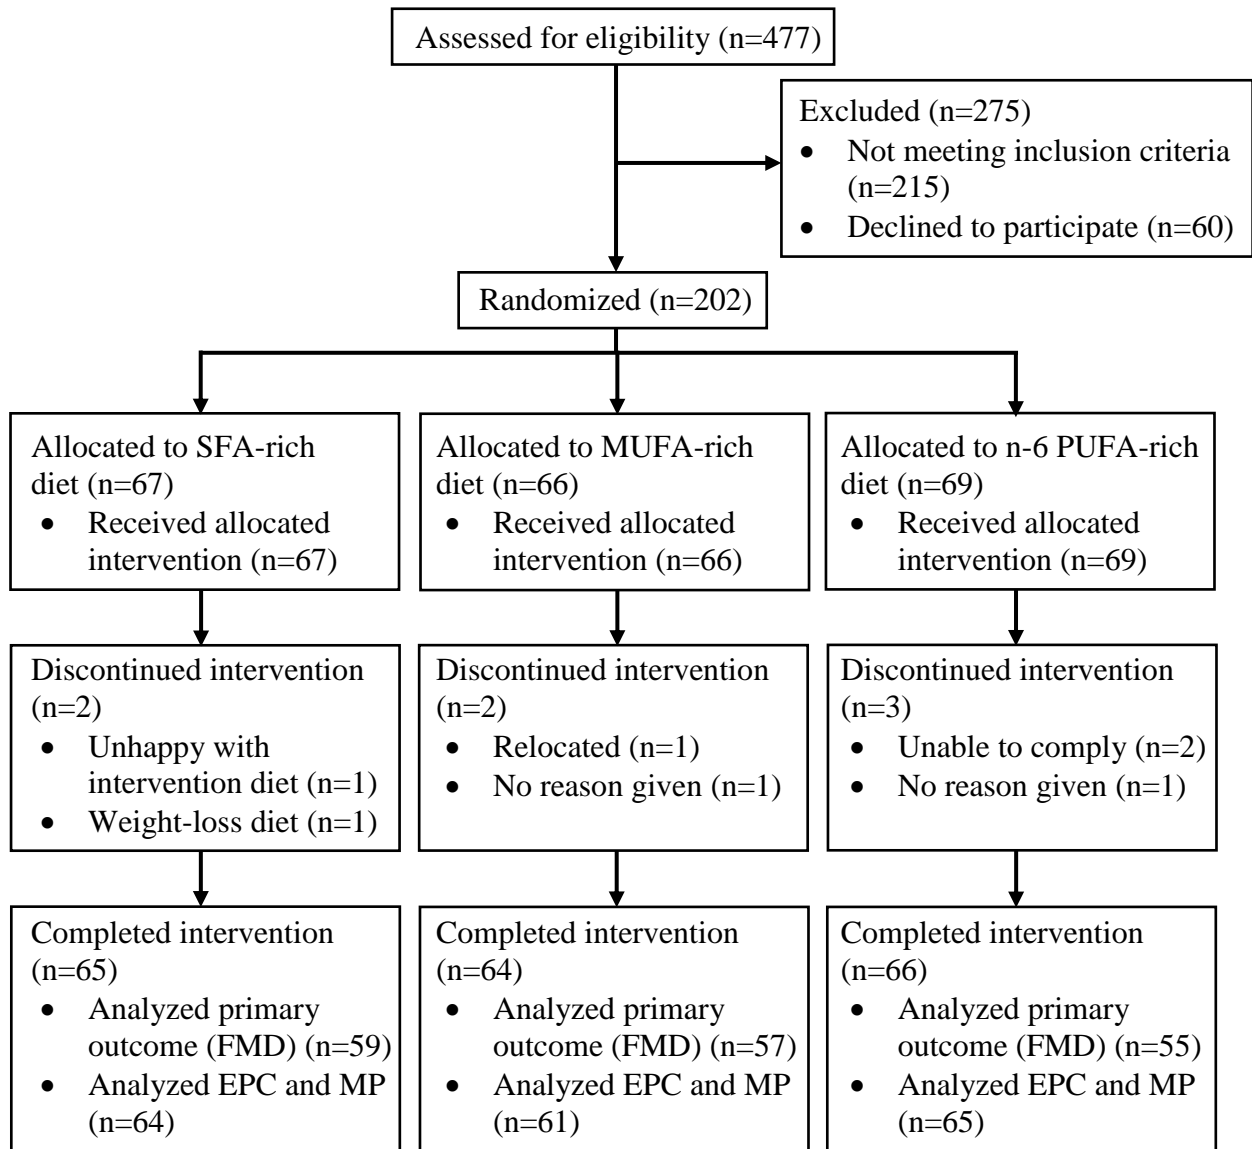 Assessed for eligibility (n=477)
Excluded (n=275)
• Not meeting inclusion criteria
(n=215)
• Declined to participate (n=60)
Randomized (n=202)
Allocated to SFA-rich
diet (n=67)
• Received allocated
intervention (n=67)
Allocated to MUFA-rich
diet (n=66)
• Received allocated
intervention (n=66)
Allocated to n-6 PUFA-rich
diet (n=69)
• Received allocated
intervention (n=69)
Discontinued intervention
(n=2)
• Unhappy with
intervention diet (n=1)
• Weight-loss diet (n=1)
Discontinued intervention
(n=2)
• Relocated (n=1)
• No reason given (n=1)
Discontinued intervention
(n=3)
• Unable to comply (n=2)
• No reason given (n=1)
Completed intervention
(n=65)
• Analyzed primary
outcome (FMD) (n=59)
• Analyzed EPC and MP
(n=64)
Completed intervention
(n=64)
• Analyzed primary
outcome (FMD) (n=57)
• Analyzed EPC and MP
(n=61)
Completed intervention
(n=66)
• Analyzed primary
outcome (FMD) (n=55)
• Analyzed EPC and MP
(n=65)